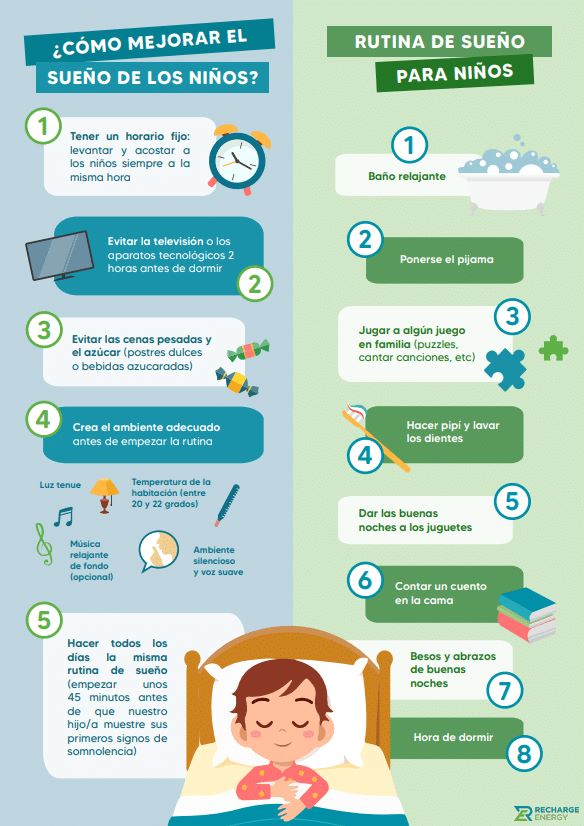 ¿CÓMO MEJORAR EL
SUEÑO DE LOS NIÑOS?
1
Tener un horario fijo:
levantar y acostar a
los niños siempre a la
misma hora
Evitar la televisión o los
aparatos tecnológicos 2
horas antes de dormir
2
3
Evitar las cenas pesadas y
el azúcar (postres dulces
o bebidas azucaradas)
4
Crea el ambiente adecuado
antes de empezar la rutina
Luz tenue
Temperatura de la
habitación (entre
20 y 22 grados)
Música
relajante
de fondo
(opcional)
Ambiente
silencioso
y voz suave
5
Hacer todos los
días la misma
rutina de sueño
(empezar unos
45 minutos antes
de que nuestro
hijo/a muestre sus
primeros signos de
somnolencia)
RUTINA DE SUEÑO
PARA NIÑOS
1
Baño relajante
2
Ponerse el pijama
3
Jugar a algún juego
en familia (puzzles,
cantar canciones, etc)
4
Hacer pipí y lavar
los dientes
5
Dar las buenas
noches a los juguetes
6
Contar un cuento
en la cama
Besos y abrazos
de buenas
noches
7
Hora de dormir
8
RECHARGE
ENERGY